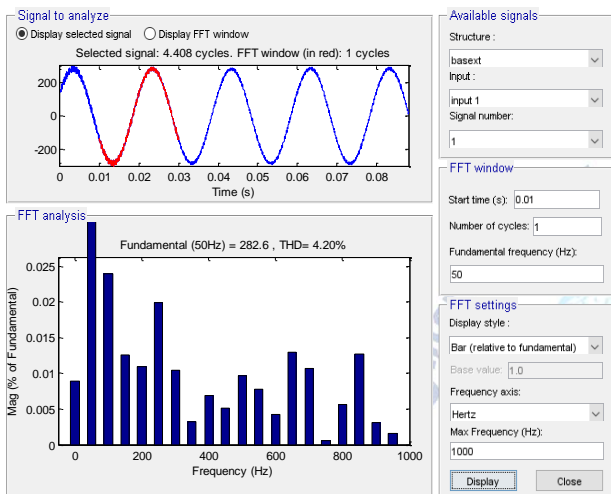 Signal to analyze
Display selected signal Display FFT window
Selected signal: 4.408 cycles. FFT window (in red): 1 cycles
200
0
-200
0 0.01 0.02 0.03 0.04 0.05 0.06 0.07 0.08
Time (s)
FFT analysis
Fundamental (50Hz) = 282.6 , THD= 4.20%
Mag (% of Fundamental)
0.025
0.02
0.015
0.01
0.005
0
0 200 400 600 800 1000
Frequency (Hz)
Available signals
Structure :
basext
Input :
input 1
Signal number:
1
FFT window
Start time (s): 0.01
Number of cycles: 1
Fundamental frequency (Hz):
50
FFT settings
Display style :
Bar (relative to fundamental)
Base value: 1.0
Frequency axis:
Hertz
Max Frequency (Hz):
1000
Display Close